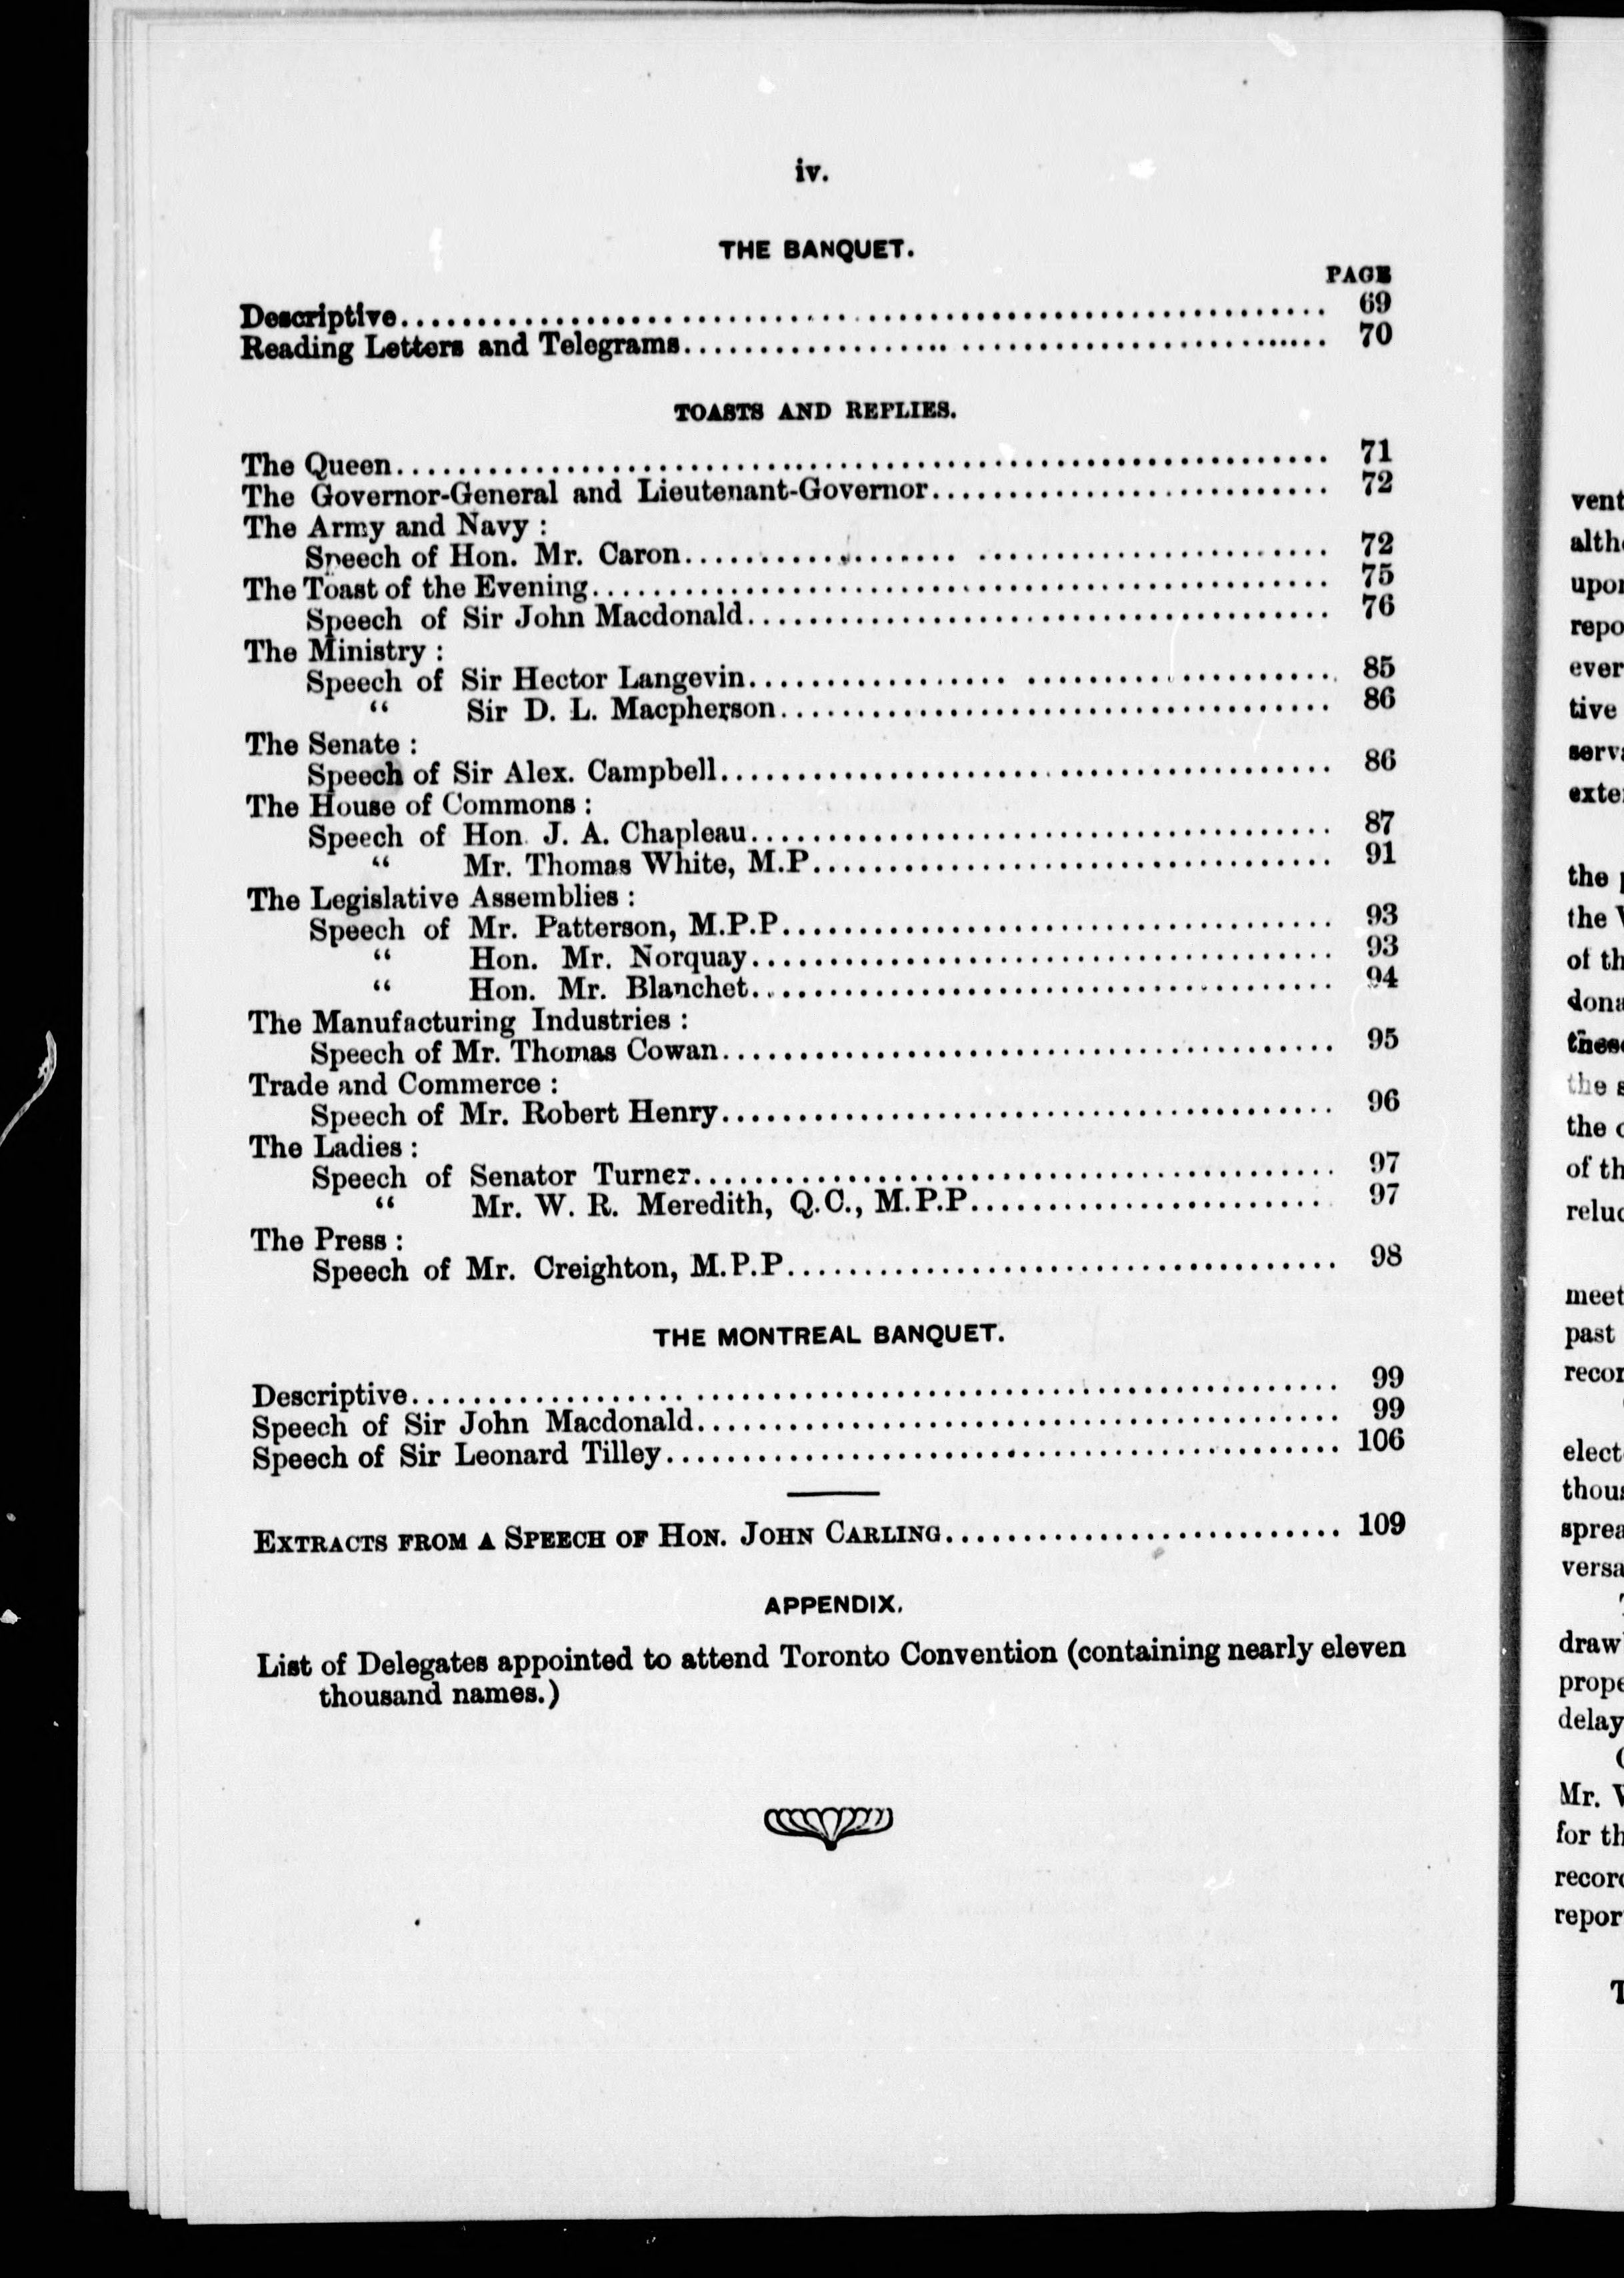 iv.
THE BANQUET.
PAGE
Descriptive.................................................... 69
Reading Letters and Telegrams.................................... 70
TOASTS AND REPLIES.
The Queen.................................................... 71
The Governor-General and Lieutenant-Governor.......................... 72
The Army and Navy :
Speech of Hon. Mr. Caron........................................ 72
The Toast of the Evening............................................ 75
Speech of Sir John Macdonald.................................... 76
The Ministry :
Speech of Sir Hector Langevin.................................... 85
“ Sir D. L. Macpherson.................................... 86
The Senate :
Speech of Sir Alex. Campbell...................................... 86
The House of Commons :
Speech of Hon. J. A. Chapleau.................................... 87
“ Mr. Thomas White, M.P.................................. 91
The Legislative Assemblies :
Speech of Mr. Patterson, M.P.P.................................... 93
“ Hon. Mr. Norquay...................................... 93
“ Hon. Mr. Blanchet...................................... 94
The Manufacturing Industries :
Speech of Mr. Thomas Cowan...................................... 95
Trade and Commerce :
Speech of Mr. Robert Henry...................................... 96
The Ladies :
Speech of Senator Turner........................................ 97
“ Mr. W. R. Meredith, Q.C., M.P.P........................ 97
The Press :
Speech of Mr. Creighton, M.P.P.................................... 98
THE MONTREAL BANQUET.
Descriptive.................................................... 99
Speech of Sir John Macdonald........................................ 99
Speech of Sir Leonard Tilley.......................................... 106
EXTRACTS FROM A SPEECH OF HON. JOHN CARLING.......................... 109
APPENDIX.
List of Delegates appointed to attend Toronto Convention (containing nearly eleven
thousand names.)
vent
upon
repo
ever
tive
serv
exte
the
the
of th
dona
these
the s
the
of th
reluc
meet
past
recor
elect
thous
sprea
versa
draw
prope
delay
Mr.
for th
record
repor